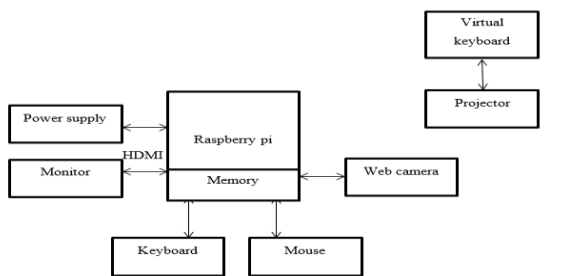 Virtual
keyboard
Projector
Power supply
Raspberry pi
HDMI
Monitor
Memory
Web camera
Keyboard
Mouse